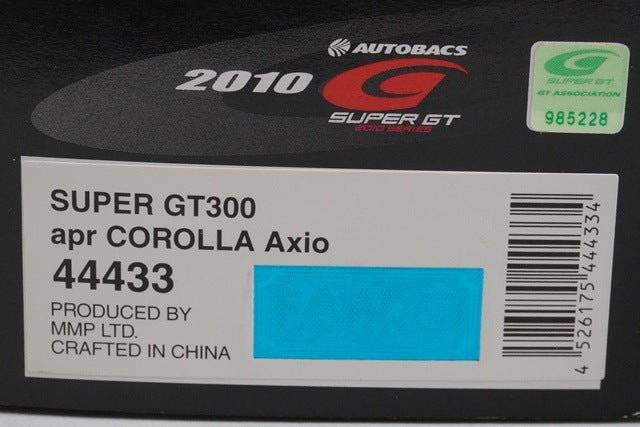 AUTOBACS
2010
SUPER GT
2010 SERIES
SUPER GT
GT ASSOCIATION
985228
SUPER GT300
apr COROLLA Axio
44433
PRODUCED BY
MMP LTD.
CRAFTED IN CHINA
4 526175 444334